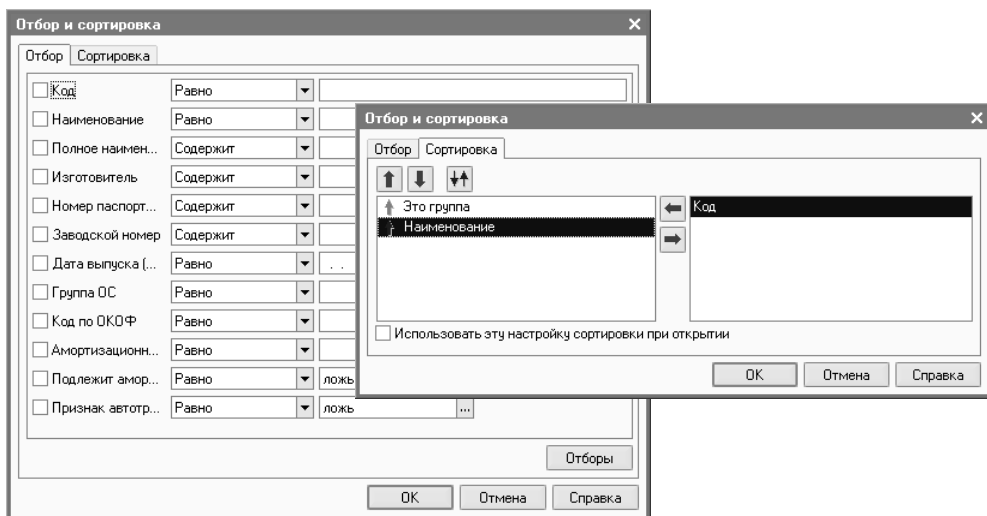 Отбор и сортировка
Отбор Сортировка
Код Равно
Наименование Равно
Полное наимен... Содержит
Изготовитель Содержит
Номер паспорт... Содержит
Заводской номер Содержит
Дата выпуска (... Равно . .
Группа ОС Равно
Код по ОКОФ Равно
Амортизационн... Равно
Подлежит амор... Равно ложь
Признак автотр... Равно ложь ...
Отборы
OK Отмена Справка
Отбор и сортировка
Отбор Сортировка
Это группа
Наименование
Код
Использовать эту настройку сортировки при открытии
OK Отмена Справка